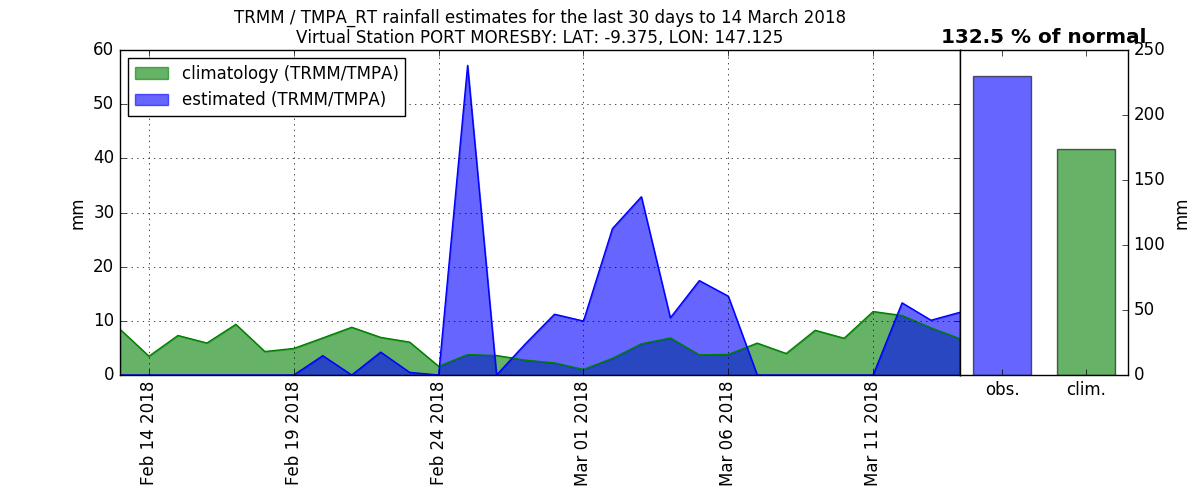 TRMM / TMPA_RT rainfall estimates for the last 30 days to 14 March 2018
Virtual Station PORT MORESBY: LAT: -9.375, LON: 147.125
132.5 % of normal
climatology (TRMM/TMPA)
estimated (TRMM/TMPA)
60
50
40
30
20
10
0
mm
250
200
150
100
50
0
mm
obs.
clim.
Feb 14 2018
Feb 19 2018
Feb 24 2018
Mar 01 2018
Mar 06 2018
Mar 11 2018